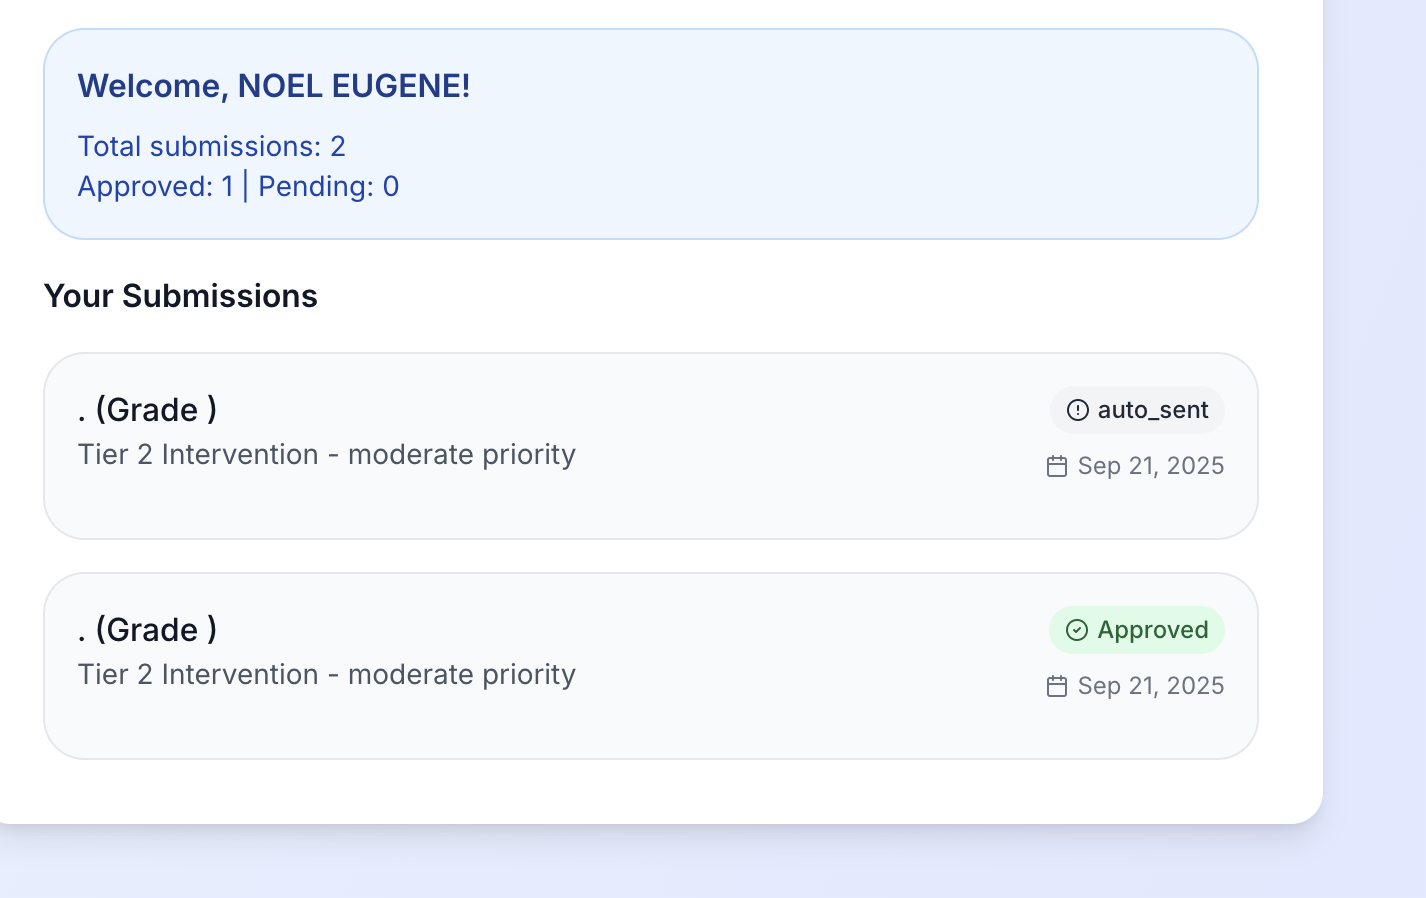 Welcome, NOEL EUGENE!
Total submissions: 2
Approved: 1 | Pending: 0
Your Submissions
. (Grade )
auto_sent
Tier 2 Intervention - moderate priority
Sep 21, 2025
. (Grade )
Approved
Tier 2 Intervention - moderate priority
Sep 21, 2025